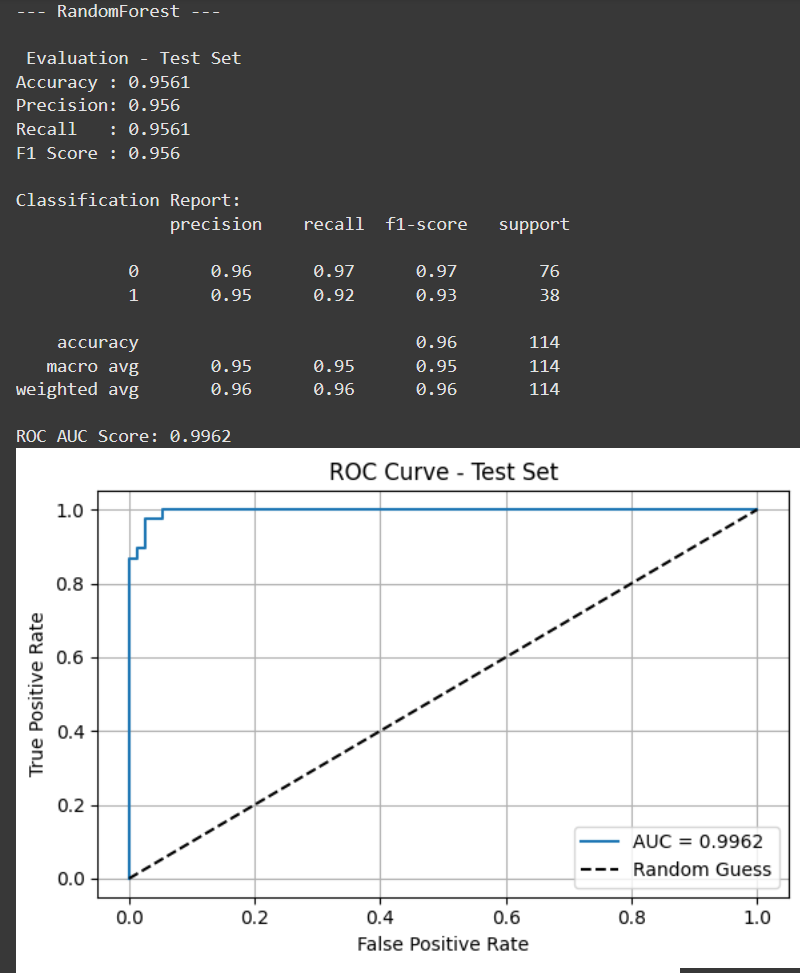 --- RandomForest ---
Evaluation - Test Set
Accuracy : 0.9561
Precision: 0.956
Recall   : 0.9561
F1 Score : 0.956
Classification Report:
precision    recall  f1-score   support
0       0.96      0.97      0.97        76
1       0.95      0.92      0.93        38
accuracy                           0.96       114
macro avg       0.95      0.95      0.95       114
weighted avg       0.96      0.96      0.96       114
ROC AUC Score: 0.9962
ROC Curve - Test Set
1.0
0.8
0.6
0.4
0.2
0.0
True Positive Rate
AUC = 0.9962
Random Guess
0.0 0.2 0.4 0.6 0.8 1.0
False Positive Rate